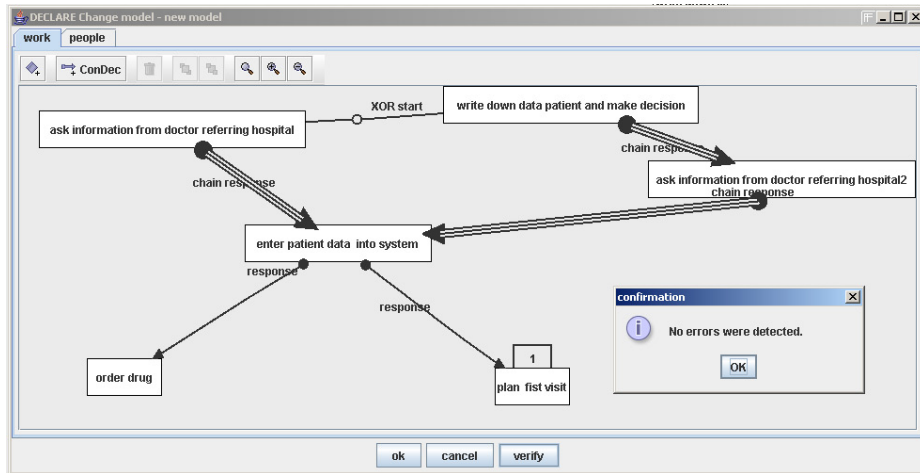 DECLARE Change model - new model
work people
ConDec
XOR start
write down data patient and make decision
ask information from doctor referring hospital
chain response
chain response
ask information from doctor referring hospital2
chain response
enter patient data into system
response
response
confirmation
No errors were detected.
OK
1
order drug
plan fist visit
ok cancel verify